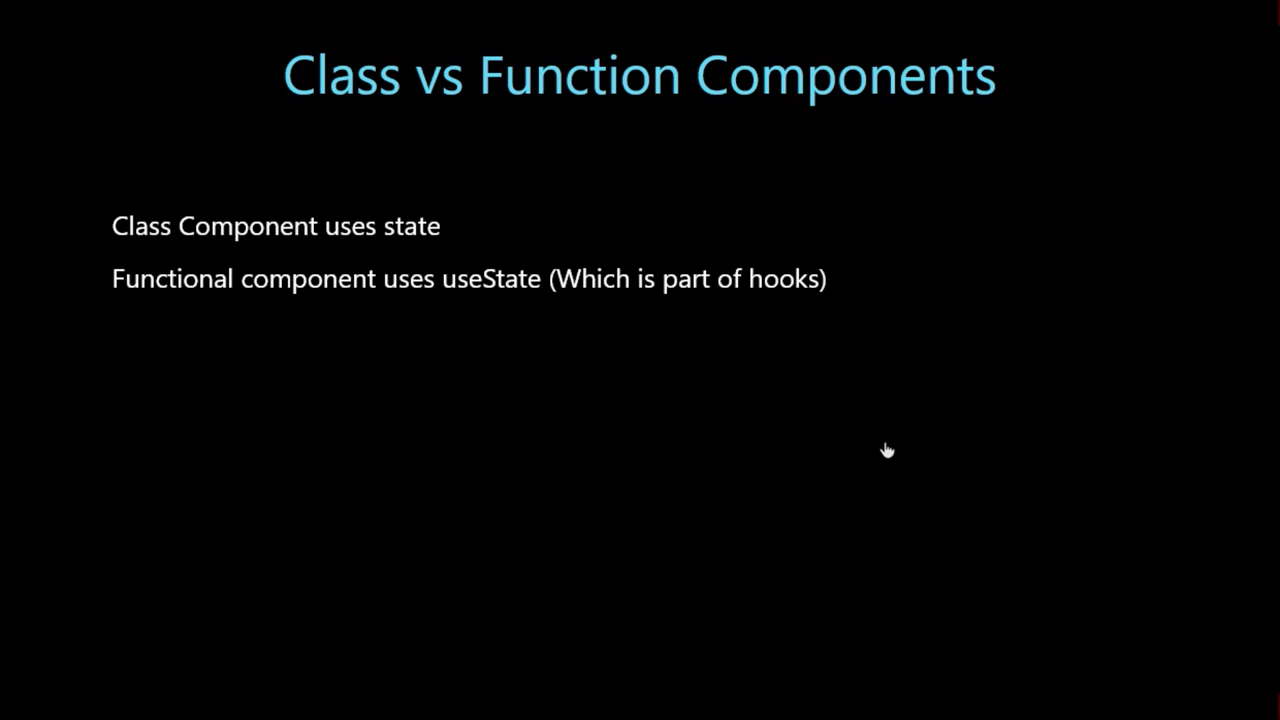 Class vs Function Components
Class Component uses state
Functional component uses useState (Which is part of hooks)